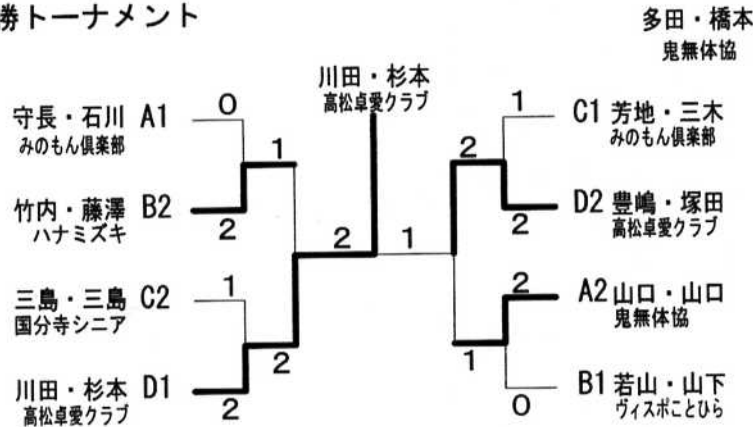 勝トーナメント
多田・橋本
鬼無体協
川田・杉本
高松卓愛クラブ
守長・石川 A1
みのもん倶楽部
0
1
竹内・藤澤 B2
ハナミズキ
2
三島・三島 C2
国分寺シニア
1
2
川田・杉本 D1
高松卓愛クラブ
2
2
1
1
C1 芳地・三木
みのもん倶楽部
2
D2 豊嶋・塚田
高松卓愛クラブ
2
2
A2 山口・山口
鬼無体協
1
B1 若山・山下
ヴィスポことひら
0